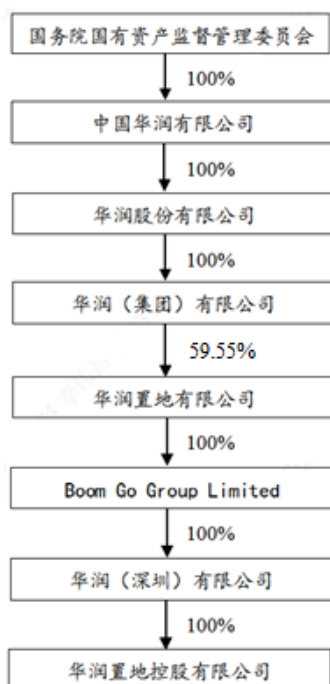 国务院国有资产监督管理委员会
100%
中国华润有限公司
100%
华润股份有限公司
100%
华润（集团）有限公司
59.55%
华润置地有限公司
100%
Boom Go Group Limited
100%
华润（深圳）有限公司
100%
华润置地控股有限公司